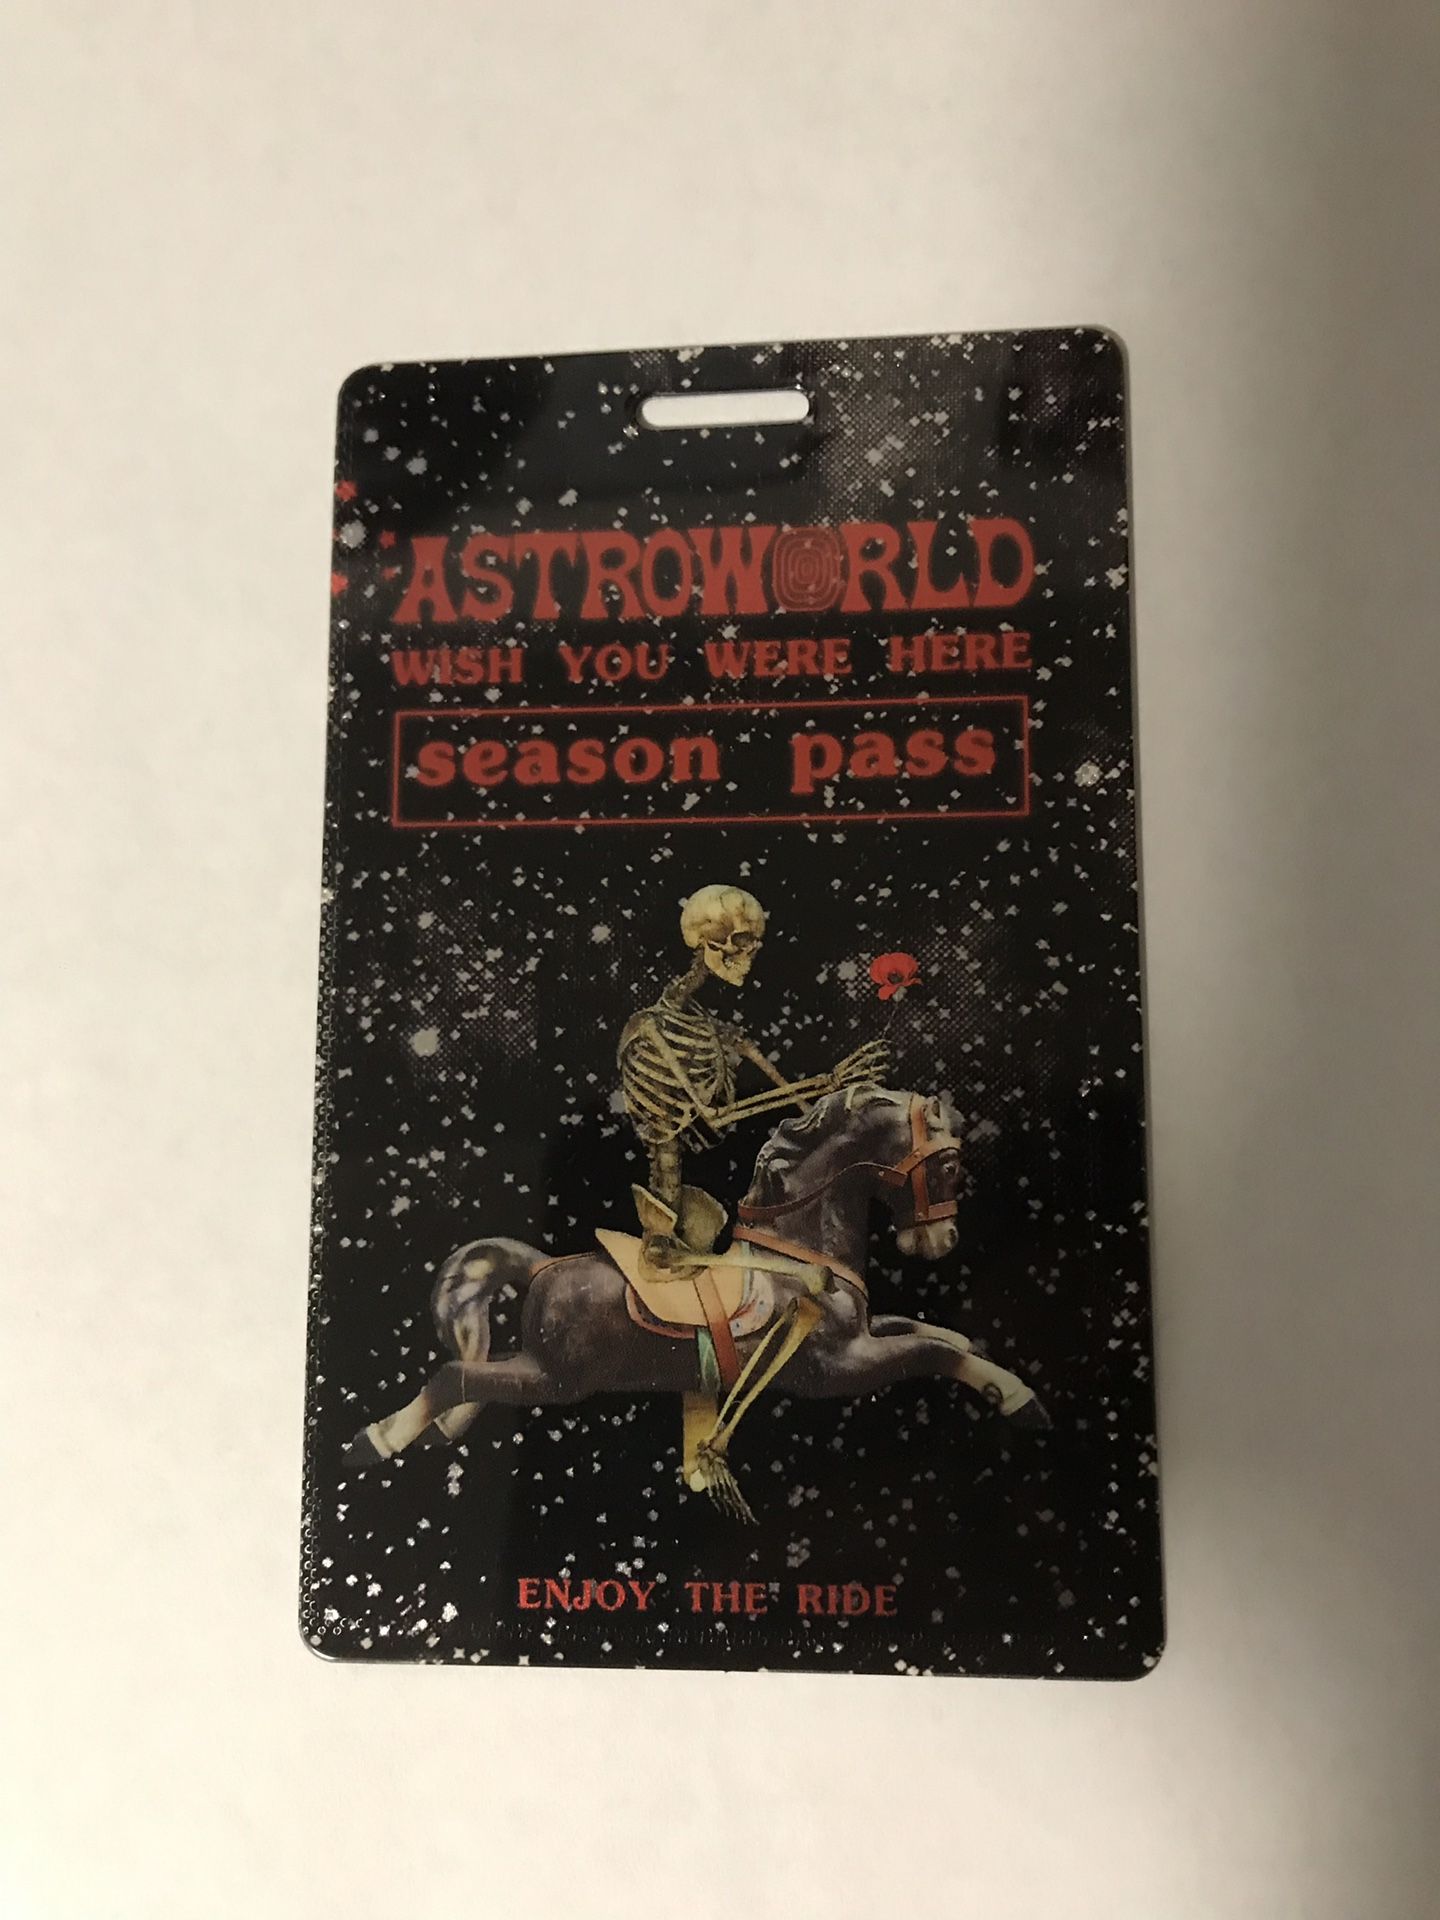 ASTROWORLD
WISH YOU WERE HERE
season pass
ENJOY THE RIDE